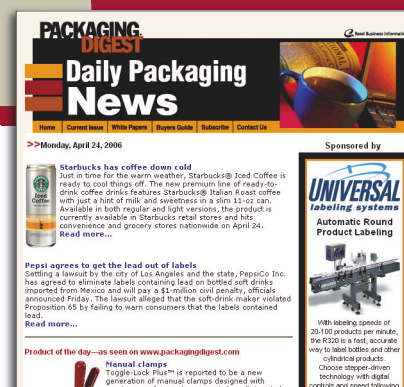 PACKAGING
DIGEST
Reed Business Information
Daily Packaging
News
Home Current Issue White Papers Buyers Guide Subscribe Contact Us
>>Monday, April 24, 2006
Starbucks has coffee down cold
Just in time for the warm weather, Starbucks® Iced Coffee is
ready to cool things off. The new premium line of ready-to-
drink coffee drinks features Starbucks® Italian Roast coffee
with just a hint of milk and sweetness in a slim 11-oz can.
Available in both regular and light versions, the product is
currently available in Starbucks retail stores and hits
convenience and grocery stores nationwide on April 24.
Read more...
Iced
Coffee
Pepsi agrees to get the lead out of labels
Settling a lawsuit by the city of Los Angeles and the state, PepsiCo Inc.
has agreed to eliminate labels containing lead on bottled soft drinks
imported from Mexico and will pay a $1-million civil penalty, officials
announced Friday. The lawsuit alleged that the soft-drink maker violated
Proposition 65 by failing to warn consumers that the labels contained
lead.
Read more...
Product of the day—as seen on www.packagingdigest.com
Manual clamps
Toggle-Lock Plus™ is reported to be a new
generation of manual clamps designed with
Sponsored by
UNIVERSAL
labeling systems
Automatic Round
Product Labeling
With labeling speeds of
20-100 products per minute,
the R320 is a fast, accurate
way to label bottles and other
cylindrical products.
Choose stepper-driven
technology with digital
controls and speed following